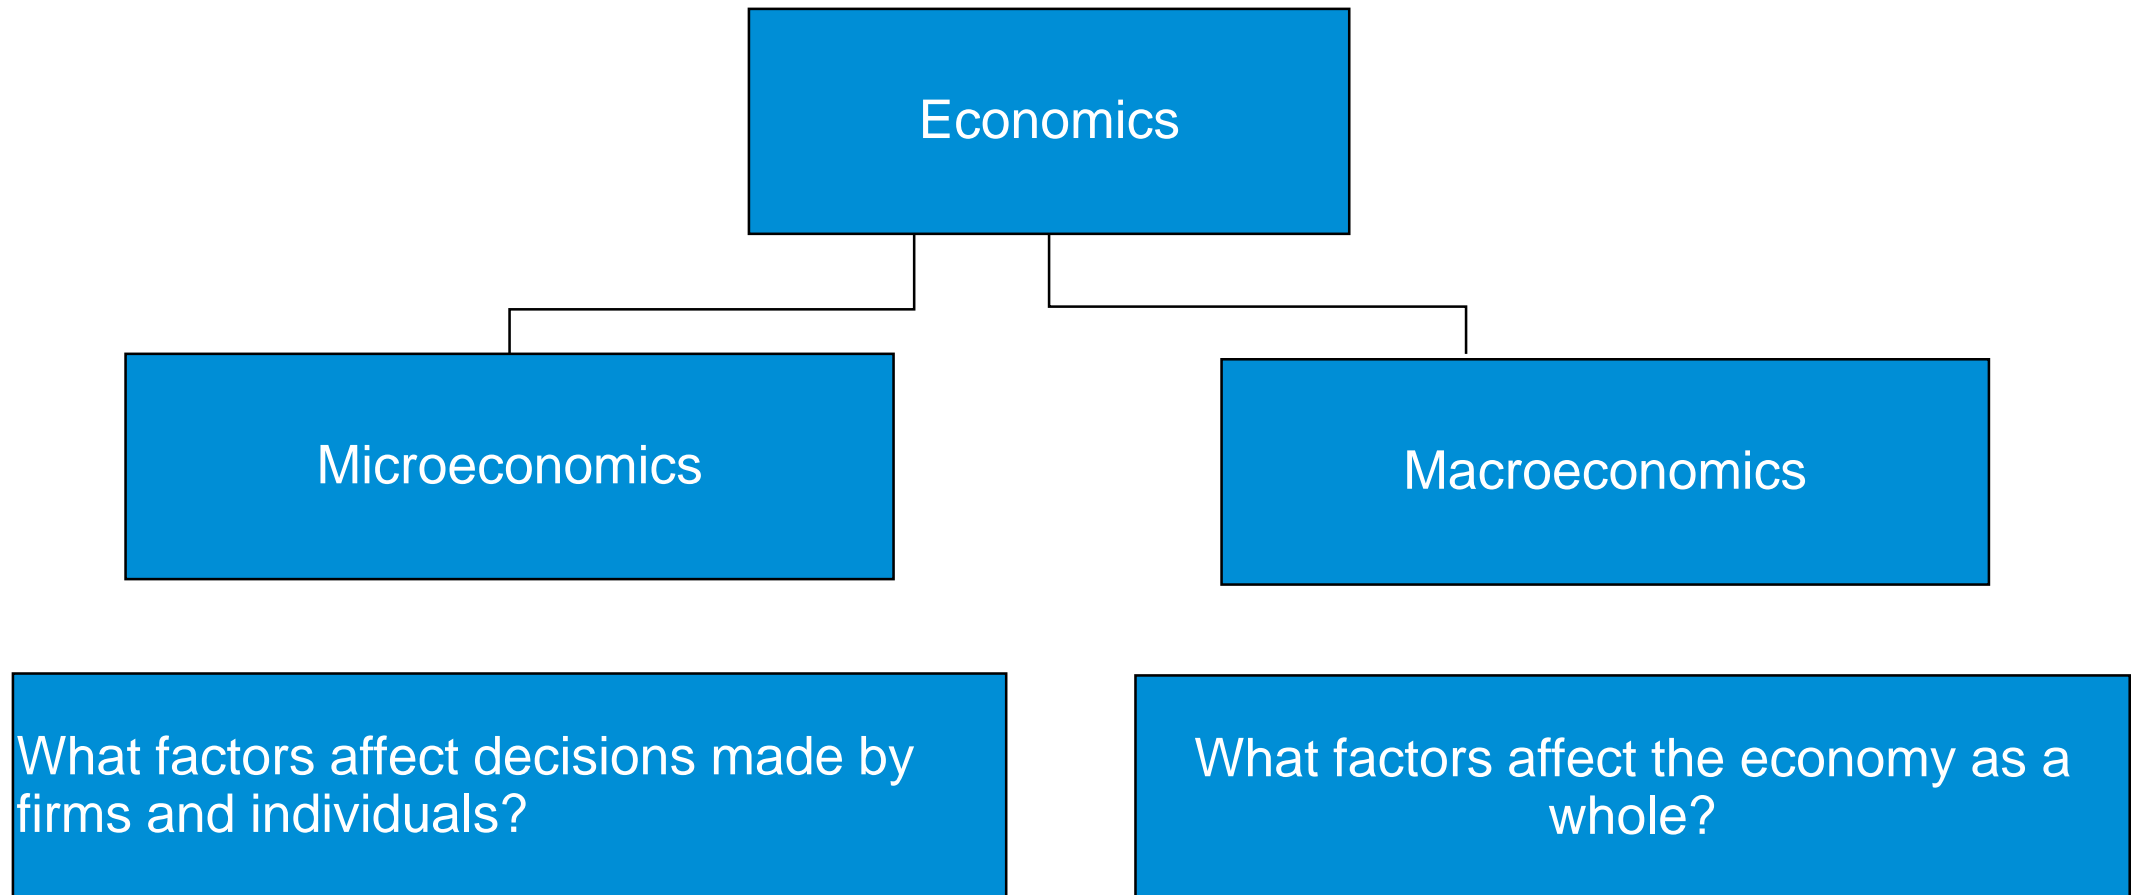 Economics
Microeconomics
Macroeconomics
What factors affect decisions made by
firms and individuals?
What factors affect the economy as a
whole?